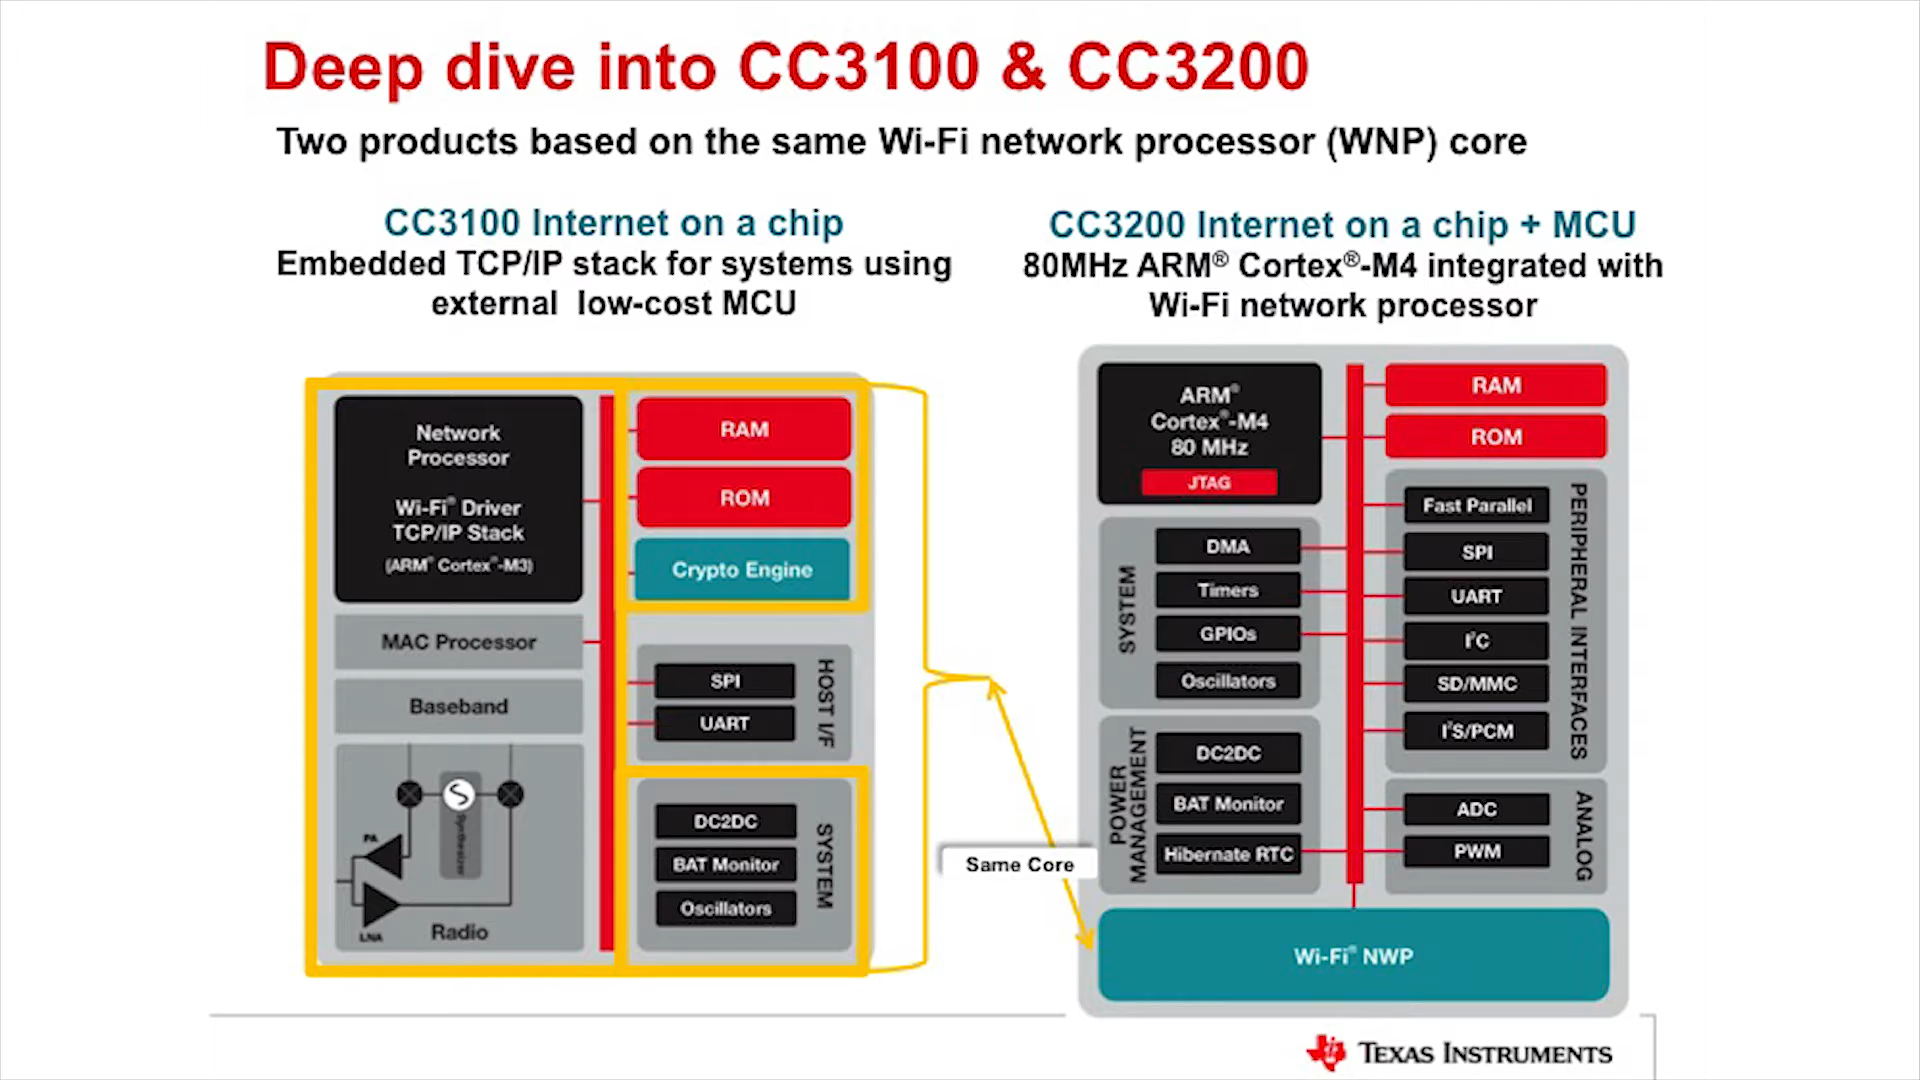 Deep dive into CC3100 & CC3200
Two products based on the same Wi-Fi network processor (WNP) core
CC3100 Internet on a chip
Embedded TCP/IP stack for systems using
external low-cost MCU
CC3200 Internet on a chip + MCU
80MHz ARM® Cortex®-M4 integrated with
Wi-Fi network processor
Network
Processor
Wi-Fi® Driver
TCP/IP Stack
(ARM® Cortex®-M3)
MAC Processor
Baseband
Synthesizer
PA
LNA
Radio
RAM
ROM
Crypto Engine
SPI
UART
HOST I/F
DC2DC
BAT Monitor
Oscillators
SYSTEM
Same Core
ARM®
Cortex®-M4
80 MHz
JTAG
DMA
Timers
GPIOs
Oscillators
SYSTEM
DC2DC
BAT Monitor
Hibernate RTC
POWER
MANAGEMENT
RAM
ROM
Fast Parallel
SPI
UART
I²C
SD/MMC
I²S/PCM
PERIPHERAL INTERFACES
ADC
PWM
ANALOG
Wi-Fi® NWP
TEXAS INSTRUMENTS